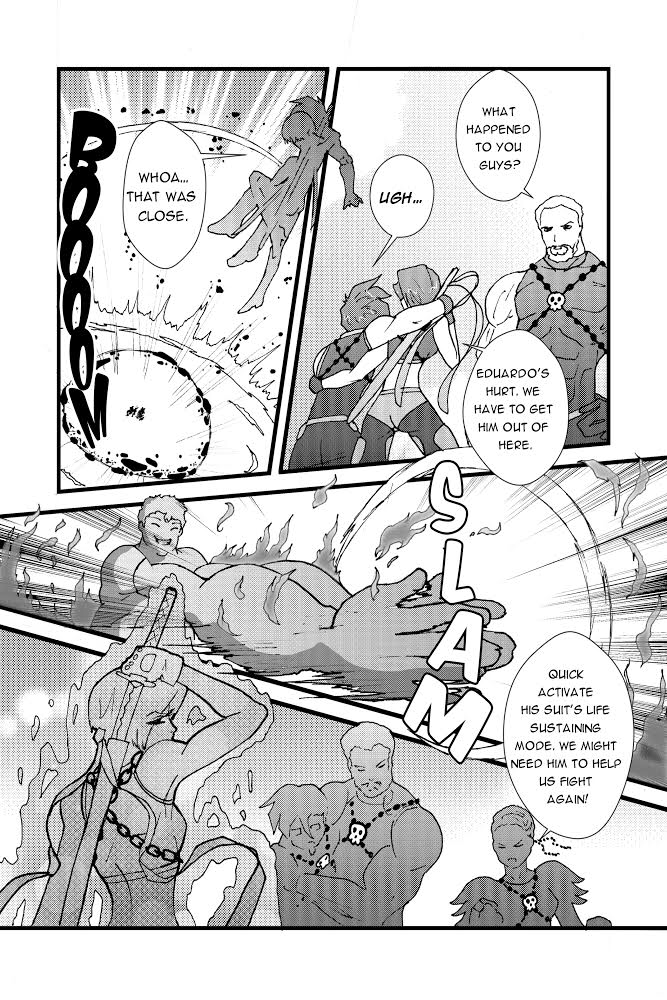 BOOOOOM
WHOA...
THAT WAS
CLOSE.
WHAT
HAPPENED
TO YOU
GUYS?
UGH...
EDUARDO'S
HURT. WE
HAVE TO GET
HIM OUT OF
HERE.
SLAM
QUICK
ACTIVATE
HIS SUIT'S LIFE
SUSTAINING
MODE. WE MIGHT
NEED HIM TO HELP
US FIGHT
AGAIN!